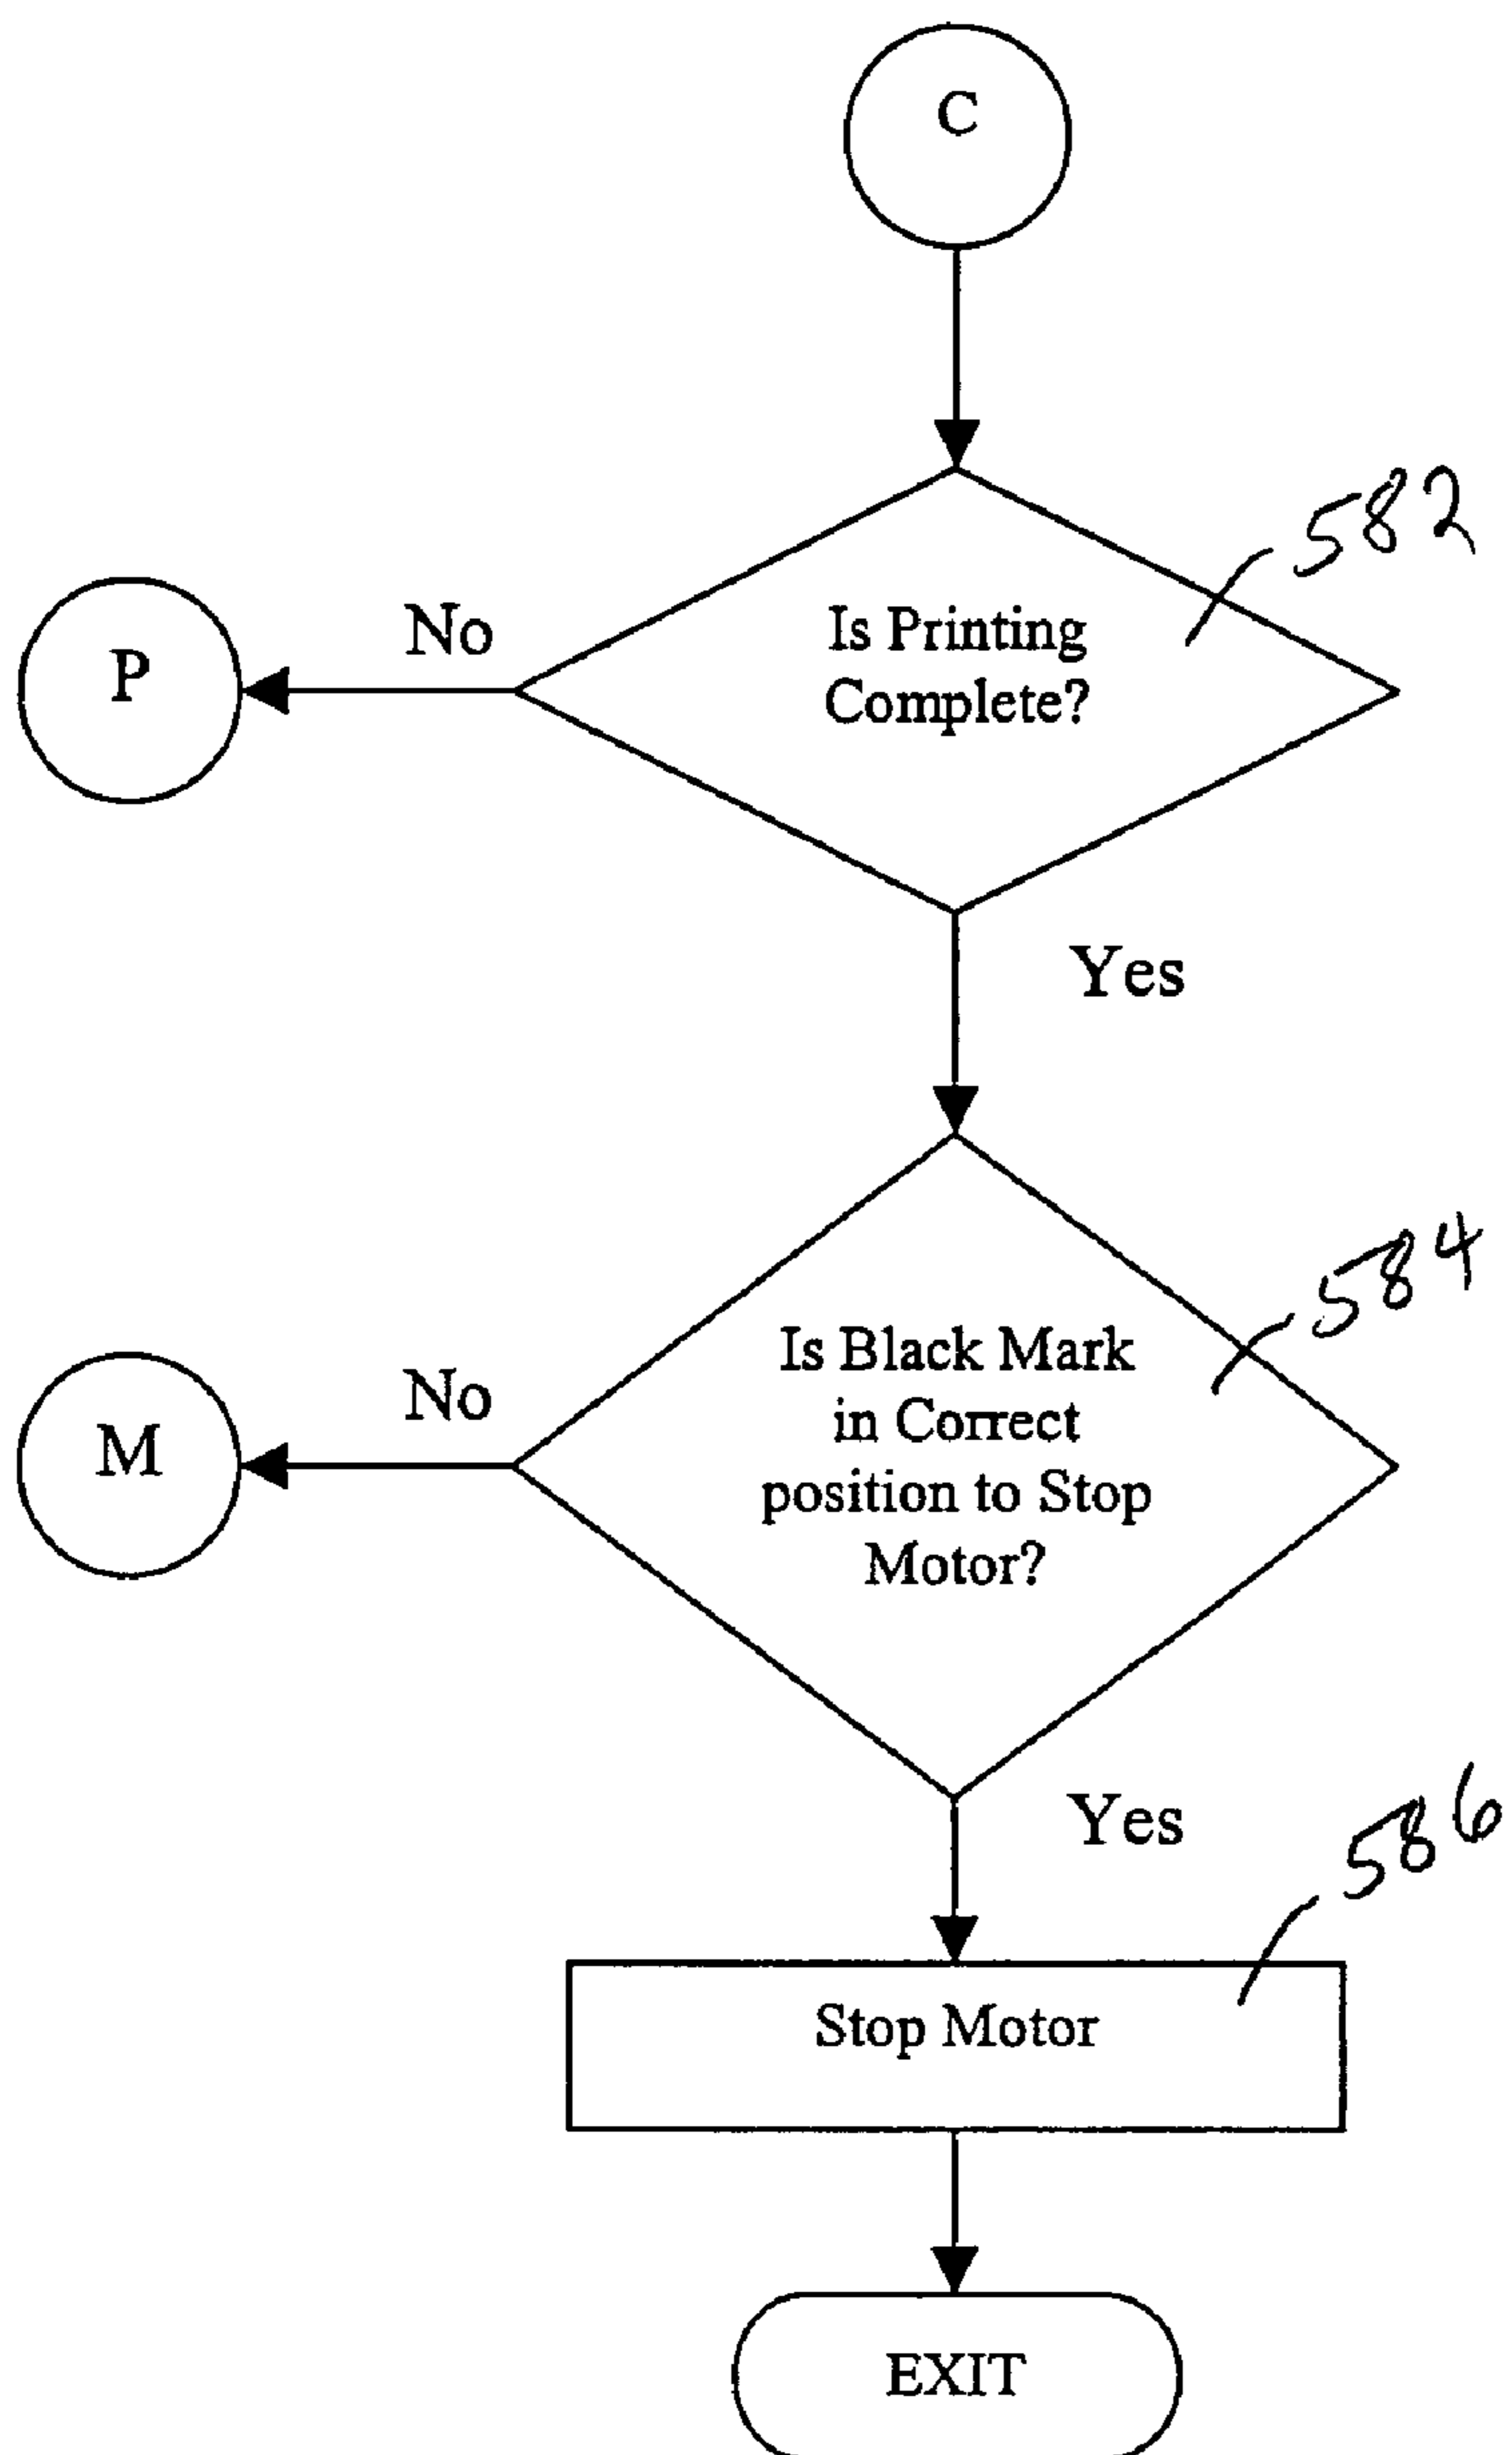 C
582
Is Printing
Complete?
No
P
Yes
584
Is Black Mark
in Correct
position to Stop
Motor?
No
M
Yes
586
Stop Motor
EXIT